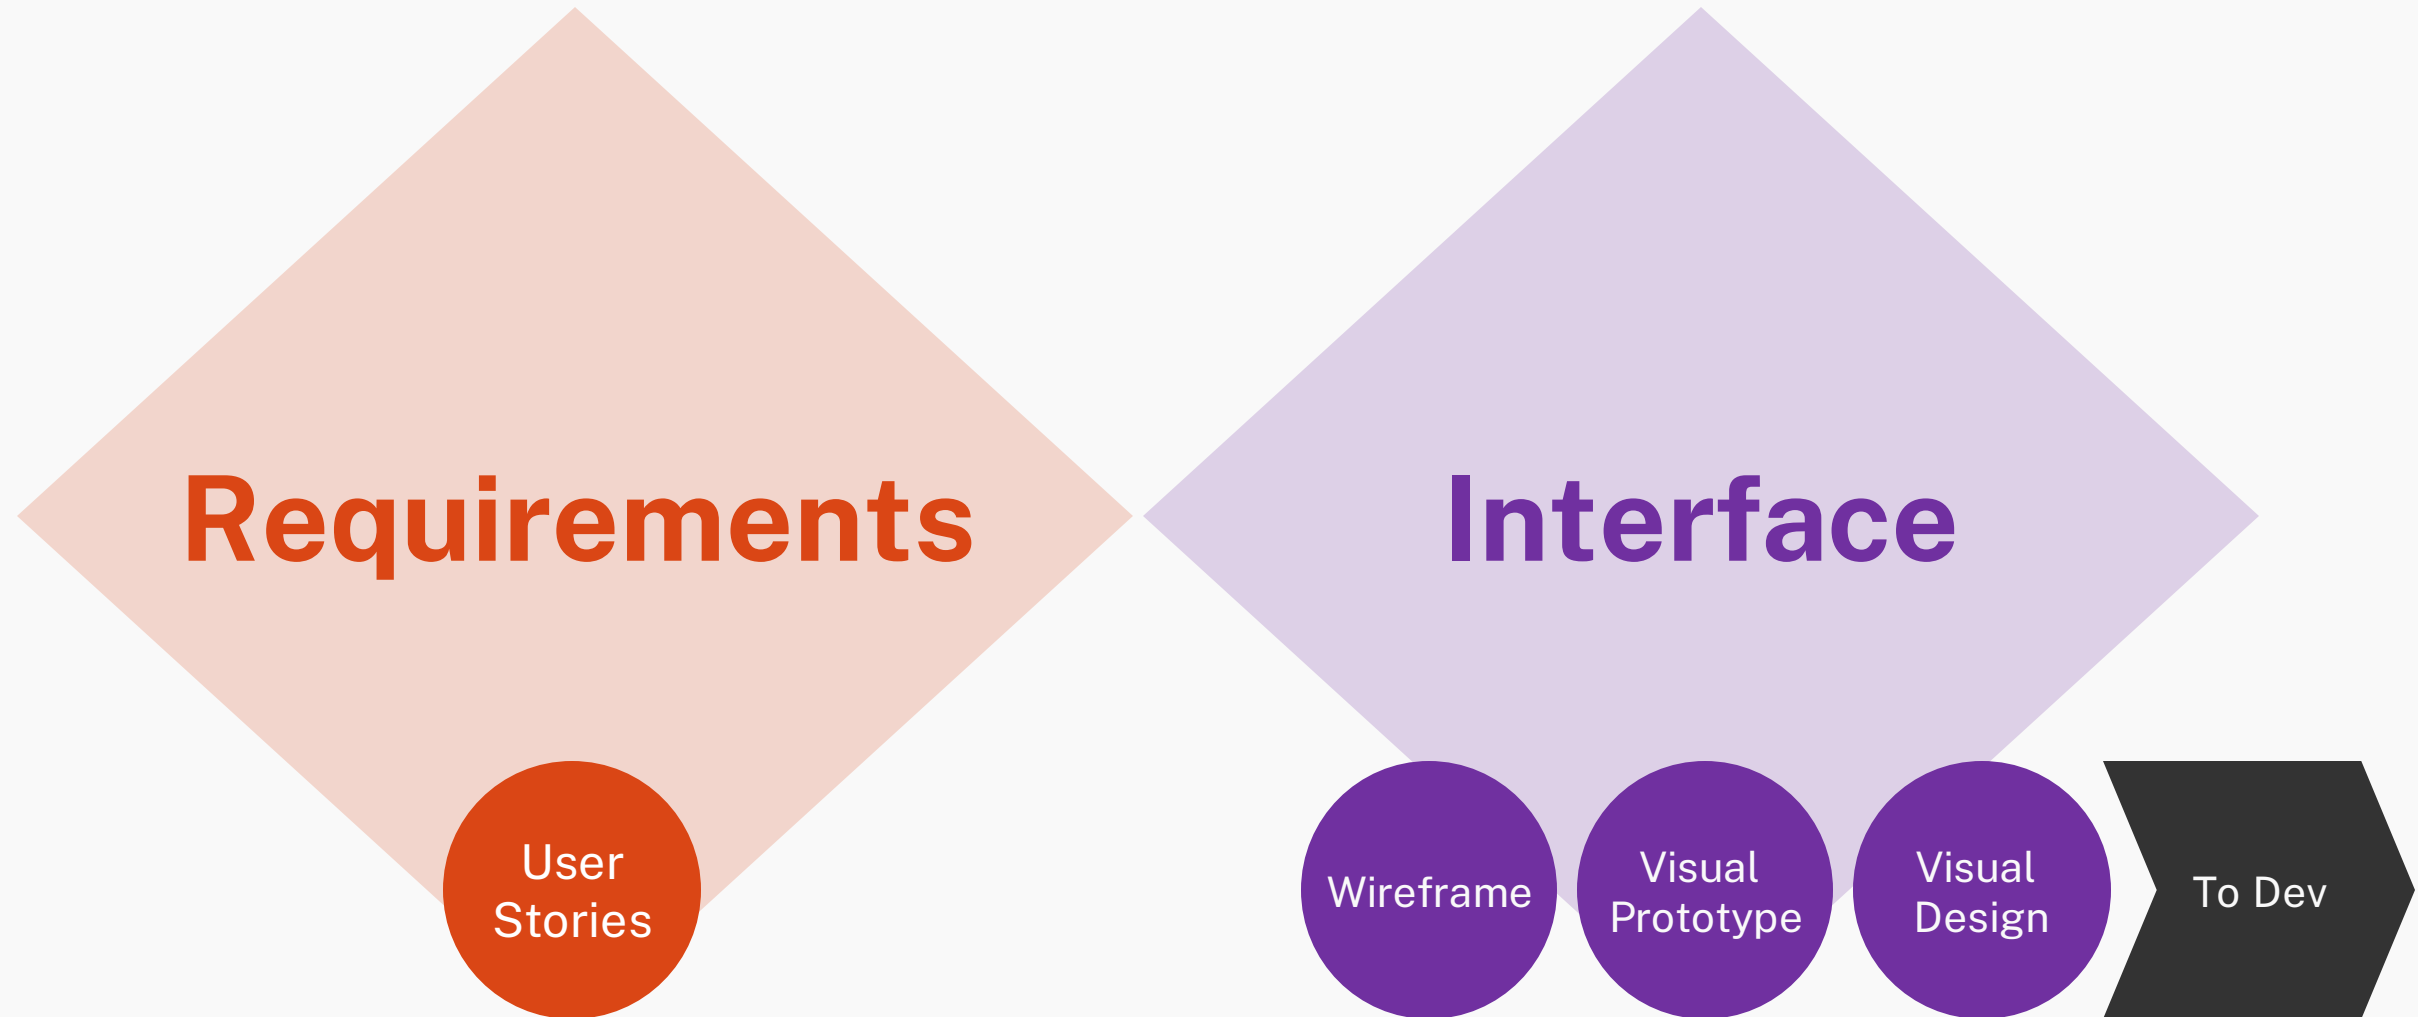 Requirements
Interface
User
Stories
Wireframe
Visual
Prototype
Visual
Design
To Dev